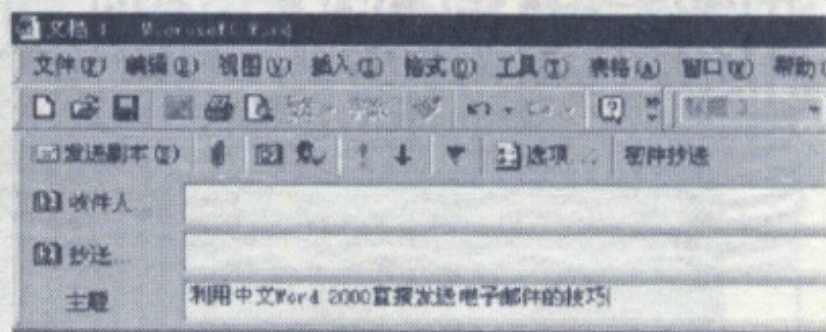 文档 1 - Microsoft Word
文件(F) 编辑(E) 视图(V) 插入(I) 格式(O) 工具(T) 表格(A) 窗口(W) 帮助(
发送副本(S) 选项... 密件抄送
收件人...
抄送...
主题 利用中文Word 2000直接发送电子邮件的技巧